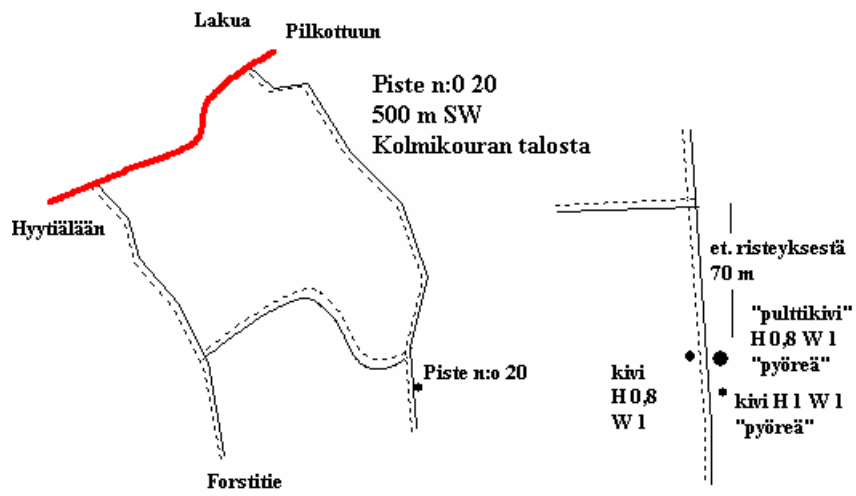 Lakua
Pilkottuun
Piste n:0 20
500 m SW
Kolmikouran talosta
Hyytiälään
et. risteyksestä
70 m
"pulttikivi"
H 0,8 W 1
"pyöreä"
Piste n:o 20
kivi
H 0,8
W 1
kivi H 1 W 1
"pyöreä"
Forstitie